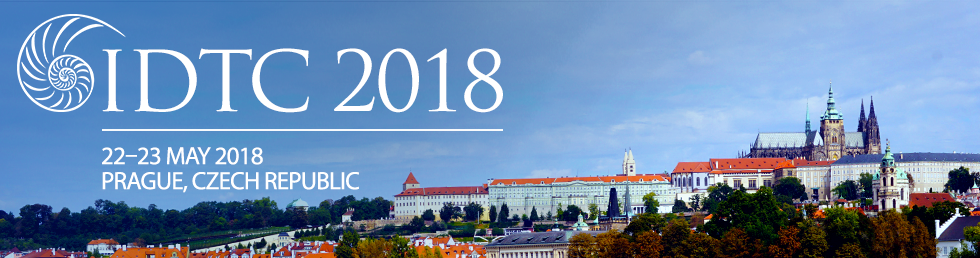 IDTC 2018
22–23 MAY 2018
PRAGUE, CZECH REPUBLIC